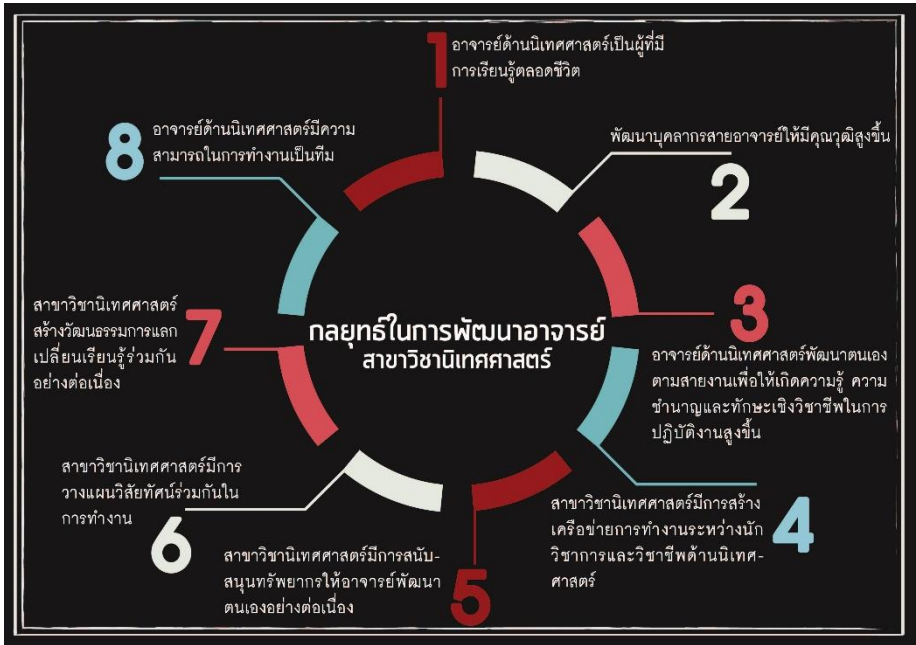 1
อาจารย์ด้านนิเทศศาสตร์เป็นผู้ที่มี
การเรียนรู้ตลอดชีวิต
พัฒนาบุคลากรสายอาจารย์ให้มีคุณวุฒิสูงขึ้น
2
3
อาจารย์ด้านนิเทศศาสตร์พัฒนาตนเอง
ตามสายงานเพื่อให้เกิดความรู้ ความ
ชำนาญและทักษะเชิงวิชาชีพในการ
ปฏิบัติงานสูงขึ้น
4
สาขาวิชานิเทศศาสตร์มีการสร้าง
เครือข่ายการทำงานระหว่างนัก
วิชาการและวิชาชีพด้านนิเทศ-
ศาสตร์
5
สาขาวิชานิเทศศาสตร์มีการสนับ-
สนุนทรัพยากรให้อาจารย์พัฒนา
ตนเองอย่างต่อเนื่อง
สาขาวิชานิเทศศาสตร์มีการ
วางแผนวิสัยทัศน์ร่วมกันใน
การทำงาน
6
สาขาวิชานิเทศศาสตร์
สร้างวัฒนธรรมการแลก
เปลี่ยนเรียนรู้ร่วมกัน
อย่างต่อเนื่อง
7
8
อาจารย์ด้านนิเทศศาสตร์มีความ
สามารถในการทำงานเป็นทีม
กลยุทธ์ในการพัฒนาอาจารย์
สาขาวิชานิเทศศาสตร์